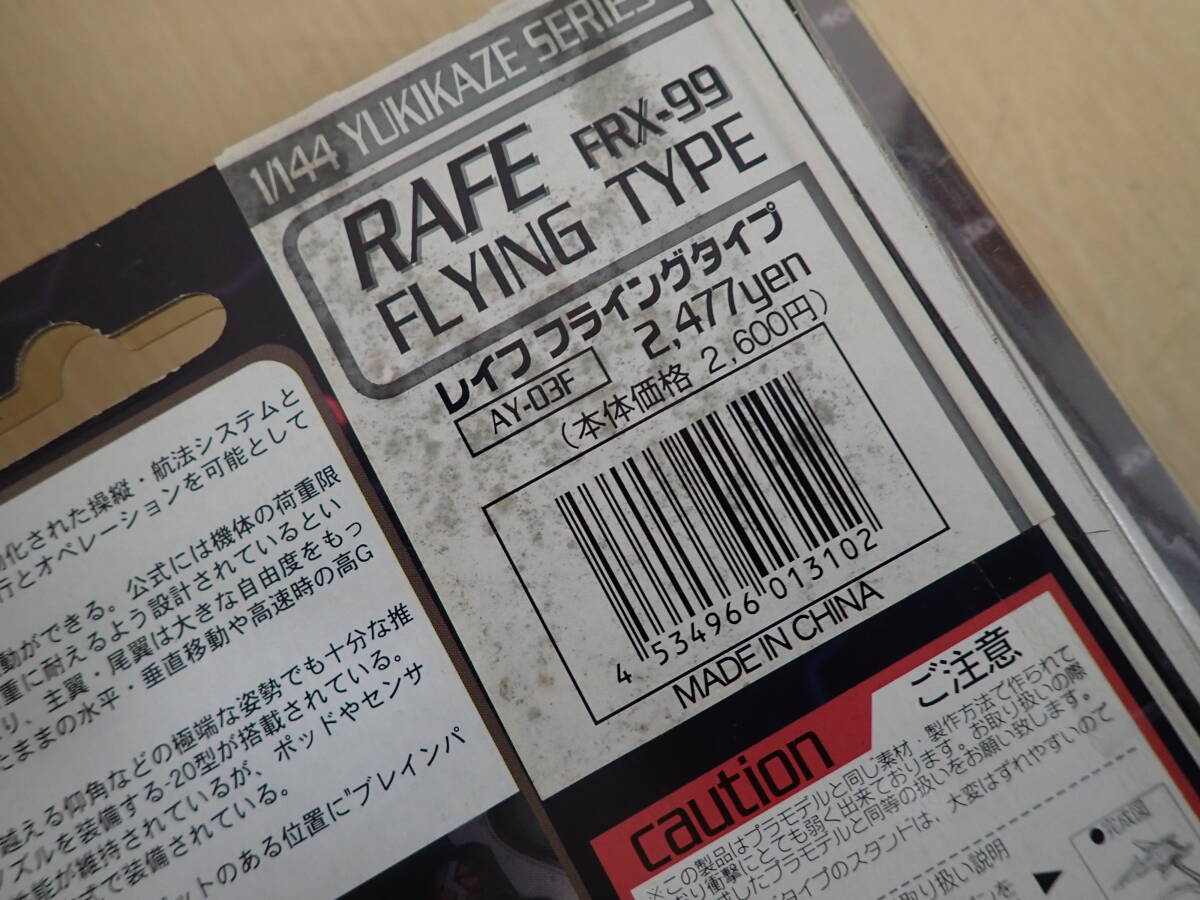 1/144 YUKIKAZE SERIES
RAFE FRX-99
FLYING TYPE
レイフ フライングタイプ
AY-03F
2,477yen
(本体価格 2,600円)
4 534966 013102
MADE IN CHINA
化された操縦・航法システムと
行とオペレーションを可能として
動ができる。公式には機体の荷重限
重に耐えるよう設計されているとい
り、主翼・尾翼は大きな自由度をもっ
たままの水平・垂直移動や高速時の高G
越える仰角などの極端な姿勢でも十分な推
ノズルを装備する-20型が搭載されている。
能が維持されているが、ポッドやセンサ
式で装備されている。
ットのある位置に"ブレインパ
caution
ご注意
※この製品はプラモデルと同じ素材・製作方法で作られて
おり衝撃にとても弱く出来ております。お取り扱いの際
したプラモデルと同等の扱いをお願い致します。
タイプのスタンドは、大変はずれやすいので
取り扱い説明
●完成図